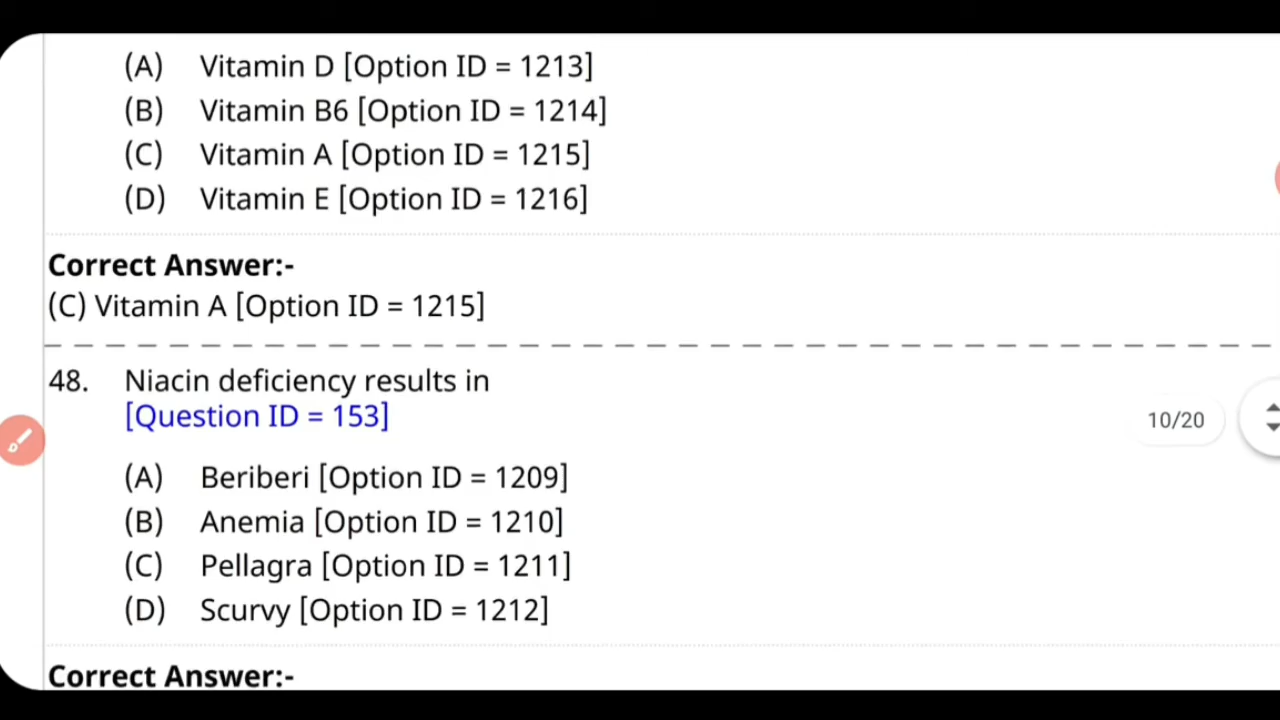 (A) Vitamin D [Option ID = 1213]
(B) Vitamin B6 [Option ID = 1214]
(C) Vitamin A [Option ID = 1215]
(D) Vitamin E [Option ID = 1216]
Correct Answer:-
(C) Vitamin A [Option ID = 1215]
48. Niacin deficiency results in
[Question ID = 153]
10/20
(A) Beriberi [Option ID = 1209]
(B) Anemia [Option ID = 1210]
(C) Pellagra [Option ID = 1211]
(D) Scurvy [Option ID = 1212]
Correct Answer:-